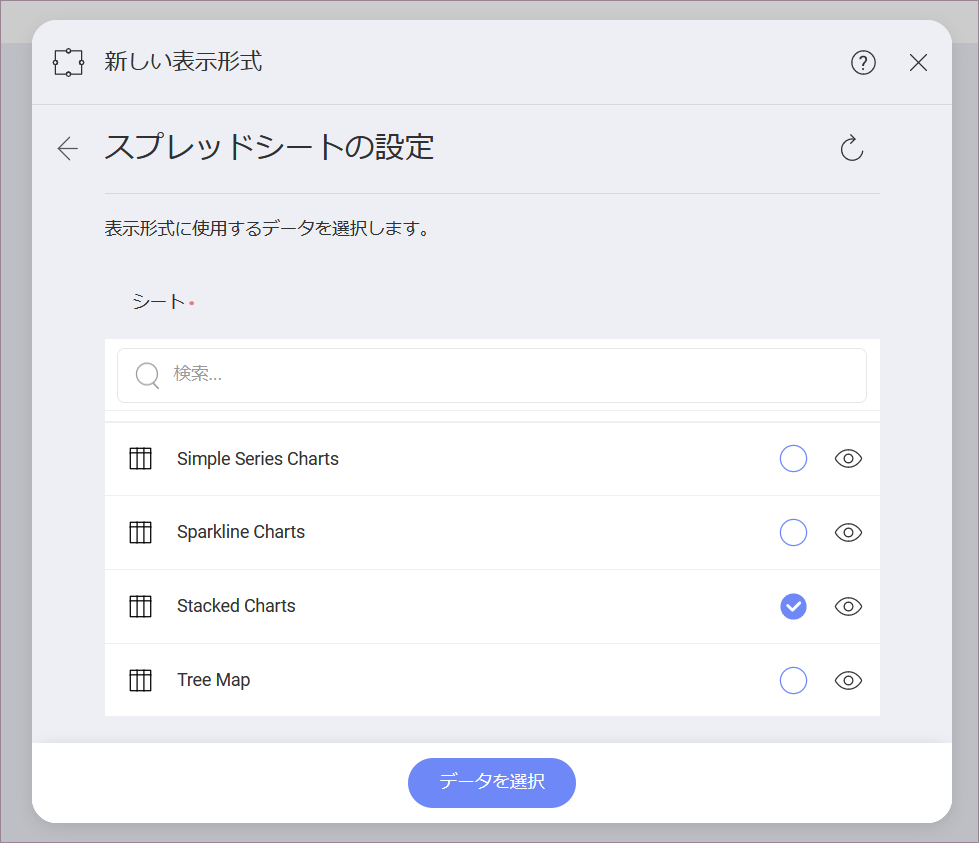 新しい表示形式
?
スプレッドシートの設定
表示形式に使用するデータを選択します。
シート
検索...
Simple Series Charts
Sparkline Charts
Stacked Charts
Tree Map
データを選択